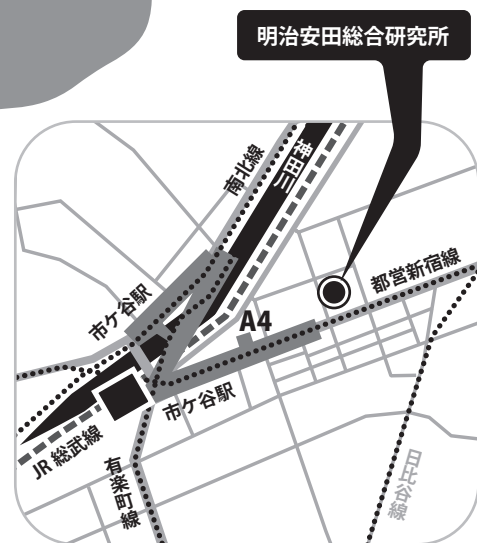 明治安田総合研究所
南北線
神田川
市ケ谷駅
都営新宿線
A4
市ケ谷駅
JR 総武線
有楽町線
日比谷線